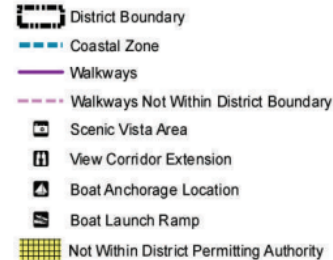 District Boundary
Coastal Zone
Walkways
Walkways Not Within District Boundary
Scenic Vista Area
View Corridor Extension
Boat Anchorage Location
Boat Launch Ramp
Not Within District Permitting Authority